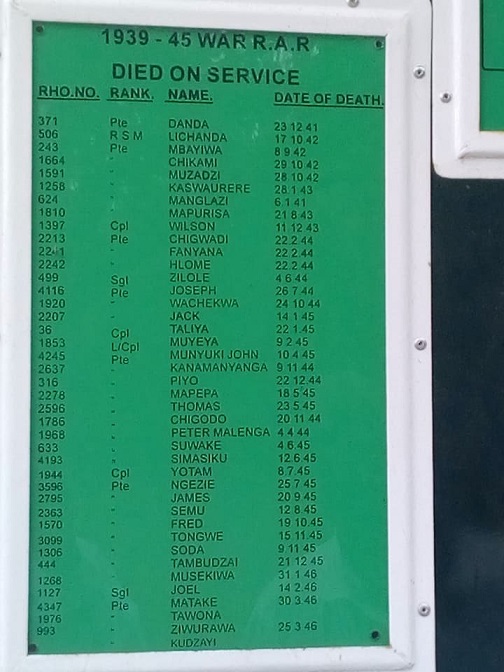 1939 - 45 WAR R.A.R
DIED ON SERVICE
RHO.NO. RANK. NAME. DATE OF DEATH.
371 Pte DANDA 23 12 41
506 R S M LICHANDA 17 10.42
243 Pte MBAYIWA 8 9 42
1664 " CHIKAMI 29 10.42
1591 " MUZADZI 28 10.42
1258 " KASWAURERE 28.1.43
624 " MANGLAZI 6.1.41
1810 " MAPURISA 21 8 43
1397 Cpl WILSON 11 12 43
2213 Pte CHIGWADI 22 2 44
2241 " FANYANA 22 2 44
2242 " HLOME 22 2 44
499 Sgt ZILOLE 4 6 44
4116 Pte JOSEPH 26 7 44
1920 " WACHEKWA 24 10 44
2207 " JACK 14 1 45
36 Cpl TALIYA 22 1.45
1853 L/Cpl MUYEYA 9 2 45
4245 Pte MUNYUKI JOHN 10 4 45
2637 " KANAMANYANGA 9 11 44
316 " PIYO 22 12.44
2278 " MAPEPA 18 5 45
2596 " THOMAS 23 5.45
1786 " CHIGODO 20 11 44
1968 " PETER MALENGA 4 4 44
633 " SUWAKE 4 6.45
4193 " SIMASIKU 12 6.45
1944 Cpl YOTAM 8.7.45
3596 Pte NGEZIE 25 7 45
2795 " JAMES 20 9 45
2363 " SEMU 12 8.45
1570 " FRED 19 10.45
3099 " TONGWE 15 11.45
1306 " SODA 9 11 45
444 " TAMBUDZAI 21 12 45
1268 MUSEKIWA 31 1 46
1127 Sgt JOEL 14 2.46
4347 Pte MATAKE 30 3 46
1976 " TAWONA
993 " ZIWURAWA 25 3 46
KUDZAYI